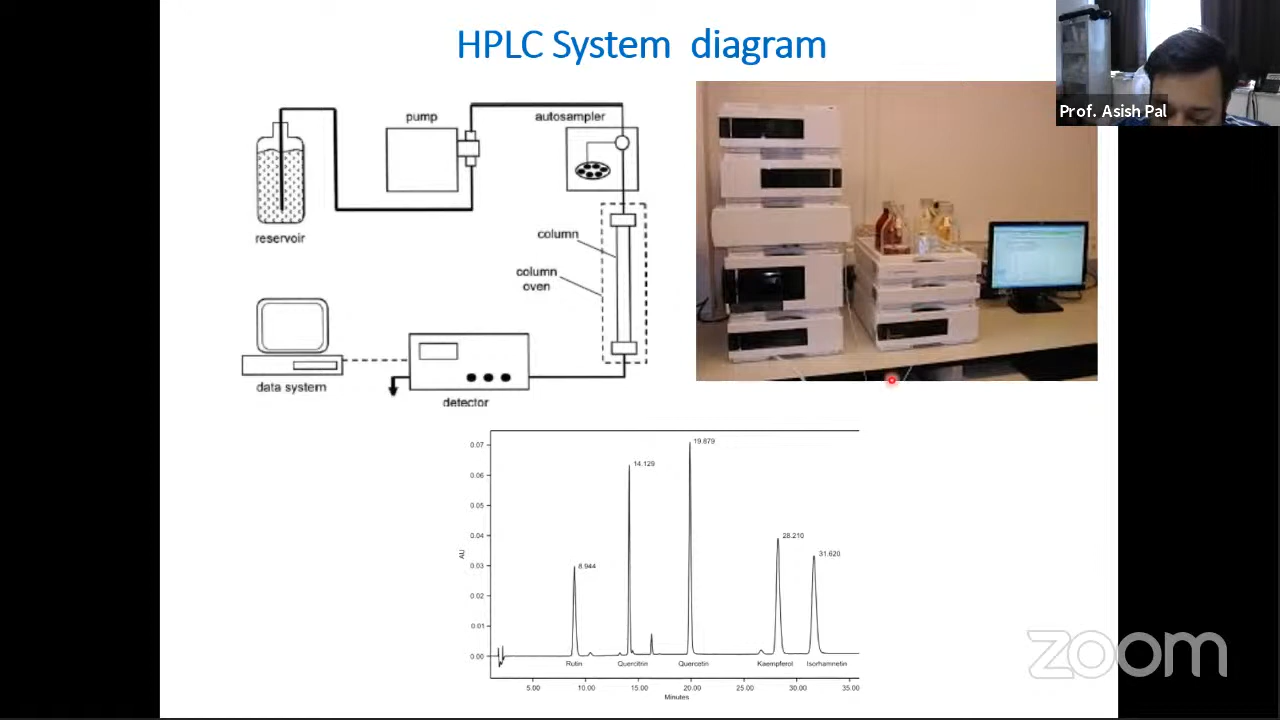 HPLC System diagram
Prof. Asish Pal
pump
autosampler
reservoir
column
column
oven
data system
detector
0.07
0.06
0.05
0.04
0.03
0.02
0.01
0.00
AU
8.944
14.129
19.879
28.210
31.620
Rutin
Quercitrin
Quercetin
Kaempferol
Isorhamnetin
5.00
10.00
15.00
20.00
25.00
30.00
35.00
Minutes
zoom